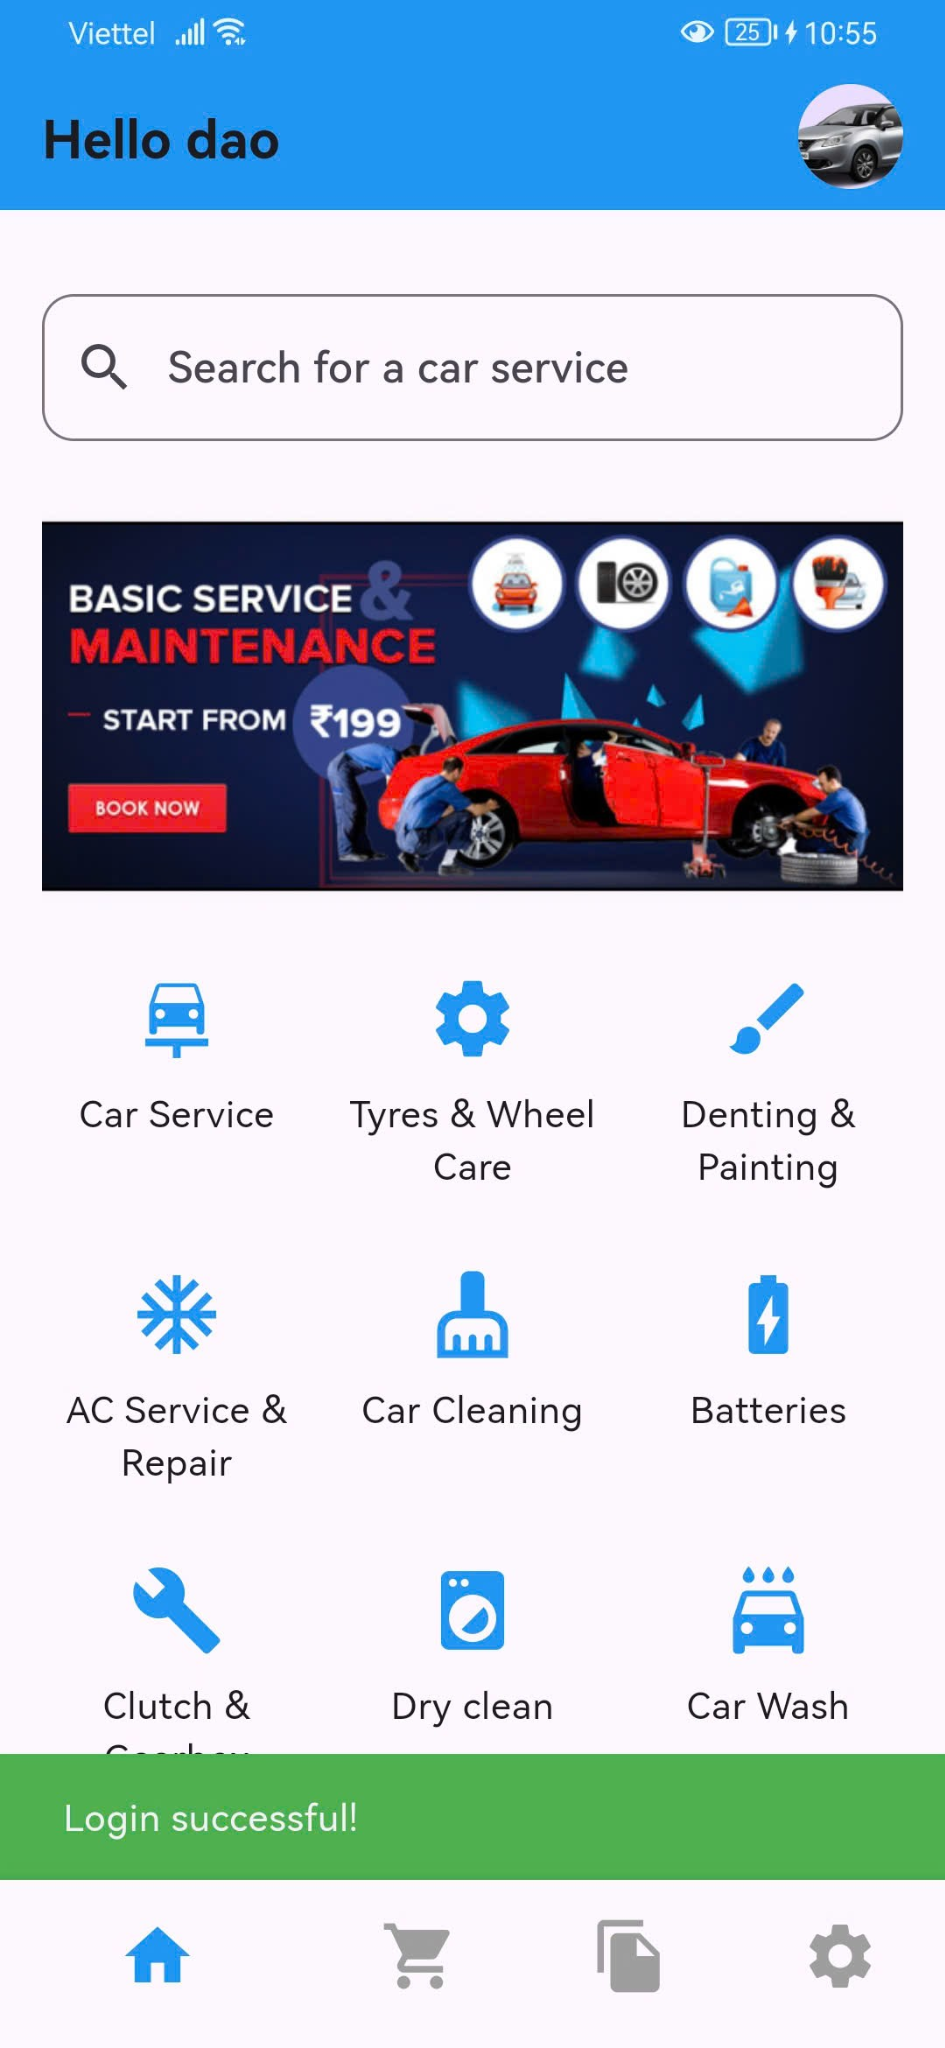 Viettel 25 10:55
Hello dao
Search for a car service
BASIC SERVICE &
MAINTENANCE
START FROM ₹199
BOOK NOW
Car Service
Tyres & Wheel
Care
Denting &
Painting
AC Service &
Repair
Car Cleaning
Batteries
Clutch &
Gearbox
Dry clean
Car Wash
Login successful!